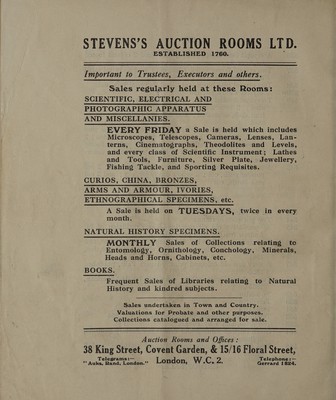 STEVENS'S AUCTION ROOMS LTD.
ESTABLISHED 1760.
Important to Trustees, Executors and others.
Sales regularly held at these Rooms:
SCIENTIFIC, ELECTRICAL AND
PHOTOGRAPHIC APPARATUS
AND MISCELLANIES.
EVERY FRIDAY a Sale is held which includes
Microscopes, Telescopes, Cameras, Lenses, Lan-
terns, Cinematographs, Theodolites and Levels,
and every class of Scientific Instrument; Lathes
and Tools, Furniture, Silver Plate, Jewellery,
Fishing Tackle, and Sporting Requisites.
CURIOS, CHINA, BRONZES,
ARMS AND ARMOUR, IVORIES,
ETHNOGRAPHICAL SPECIMENS, etc.
A Sale is held on TUESDAYS, twice in every
month.
NATURAL HISTORY SPECIMENS.
MONTHLY Sales of Collections relating to
Entomology, Ornithology, Conchology, Minerals,
Heads and Horns, Cabinets, etc.
BOOKS.
Frequent Sales of Libraries relating to Natural
History and kindred subjects.
Sales undertaken in Town and Country.
Valuations for Probate and other purposes.
Collections catalogued and arranged for sale.
Auction Rooms and Offices:
38 King Street, Covent Garden, & 15/16 Floral Street,
Telegrams:— London, W.C. 2. Telephone:—
"Auks, Rand, London." Gerrard 1824.